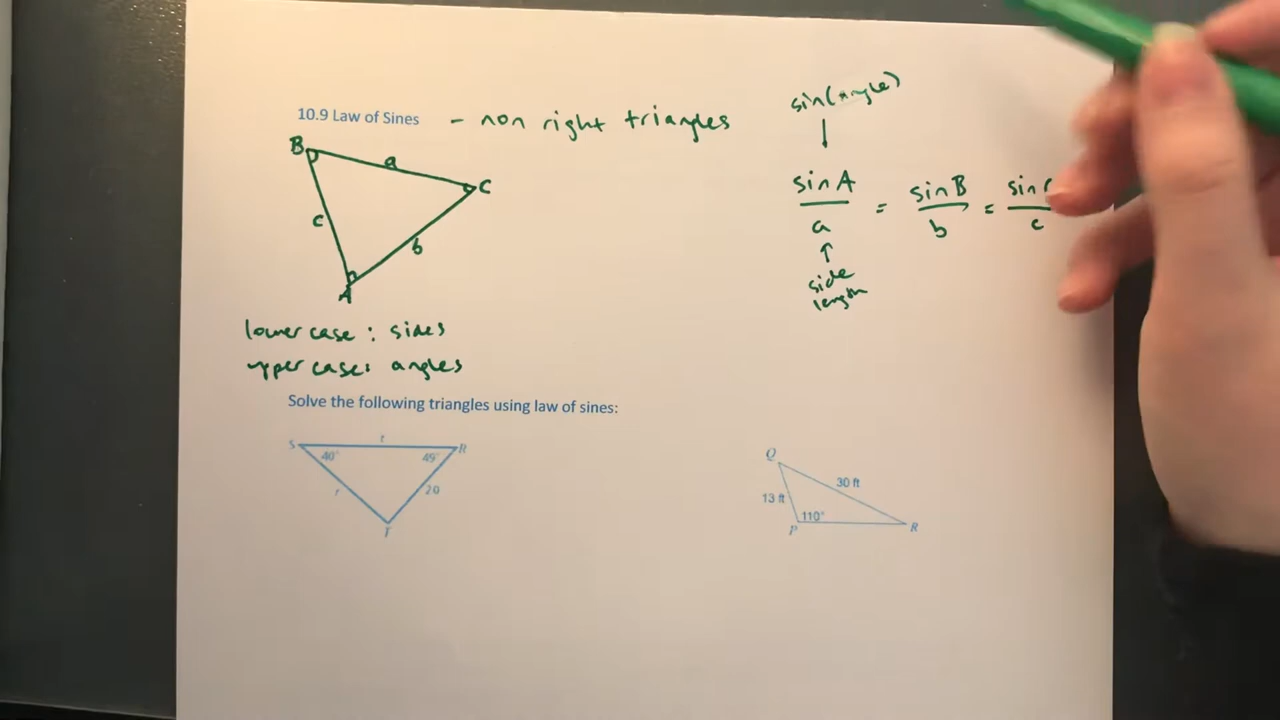 10.9 Law of Sines - non right triangles
sin(angle)
B
a
C
c
b
A
sin A = sin B = sin
a b c
side
length
lower case : sides
upper case: angles
Solve the following triangles using law of sines:
S t R
40° 49°
r 20
T
Q
30 ft
13 ft
110°
P R